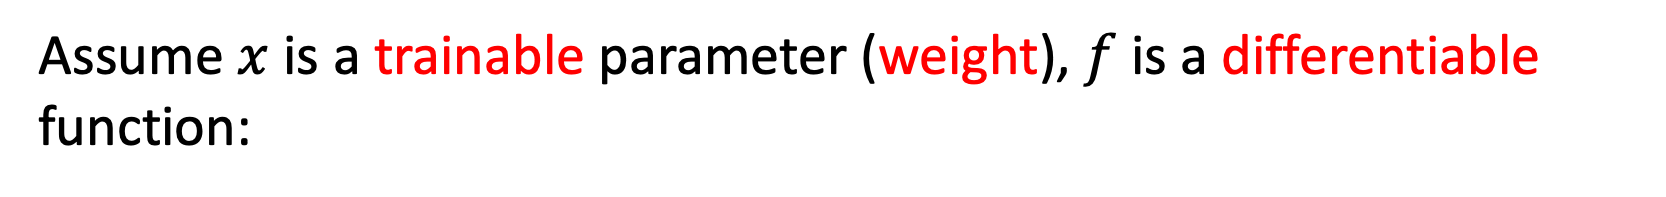 Assume x is a trainable parameter (weight), f is a differentiable
function: